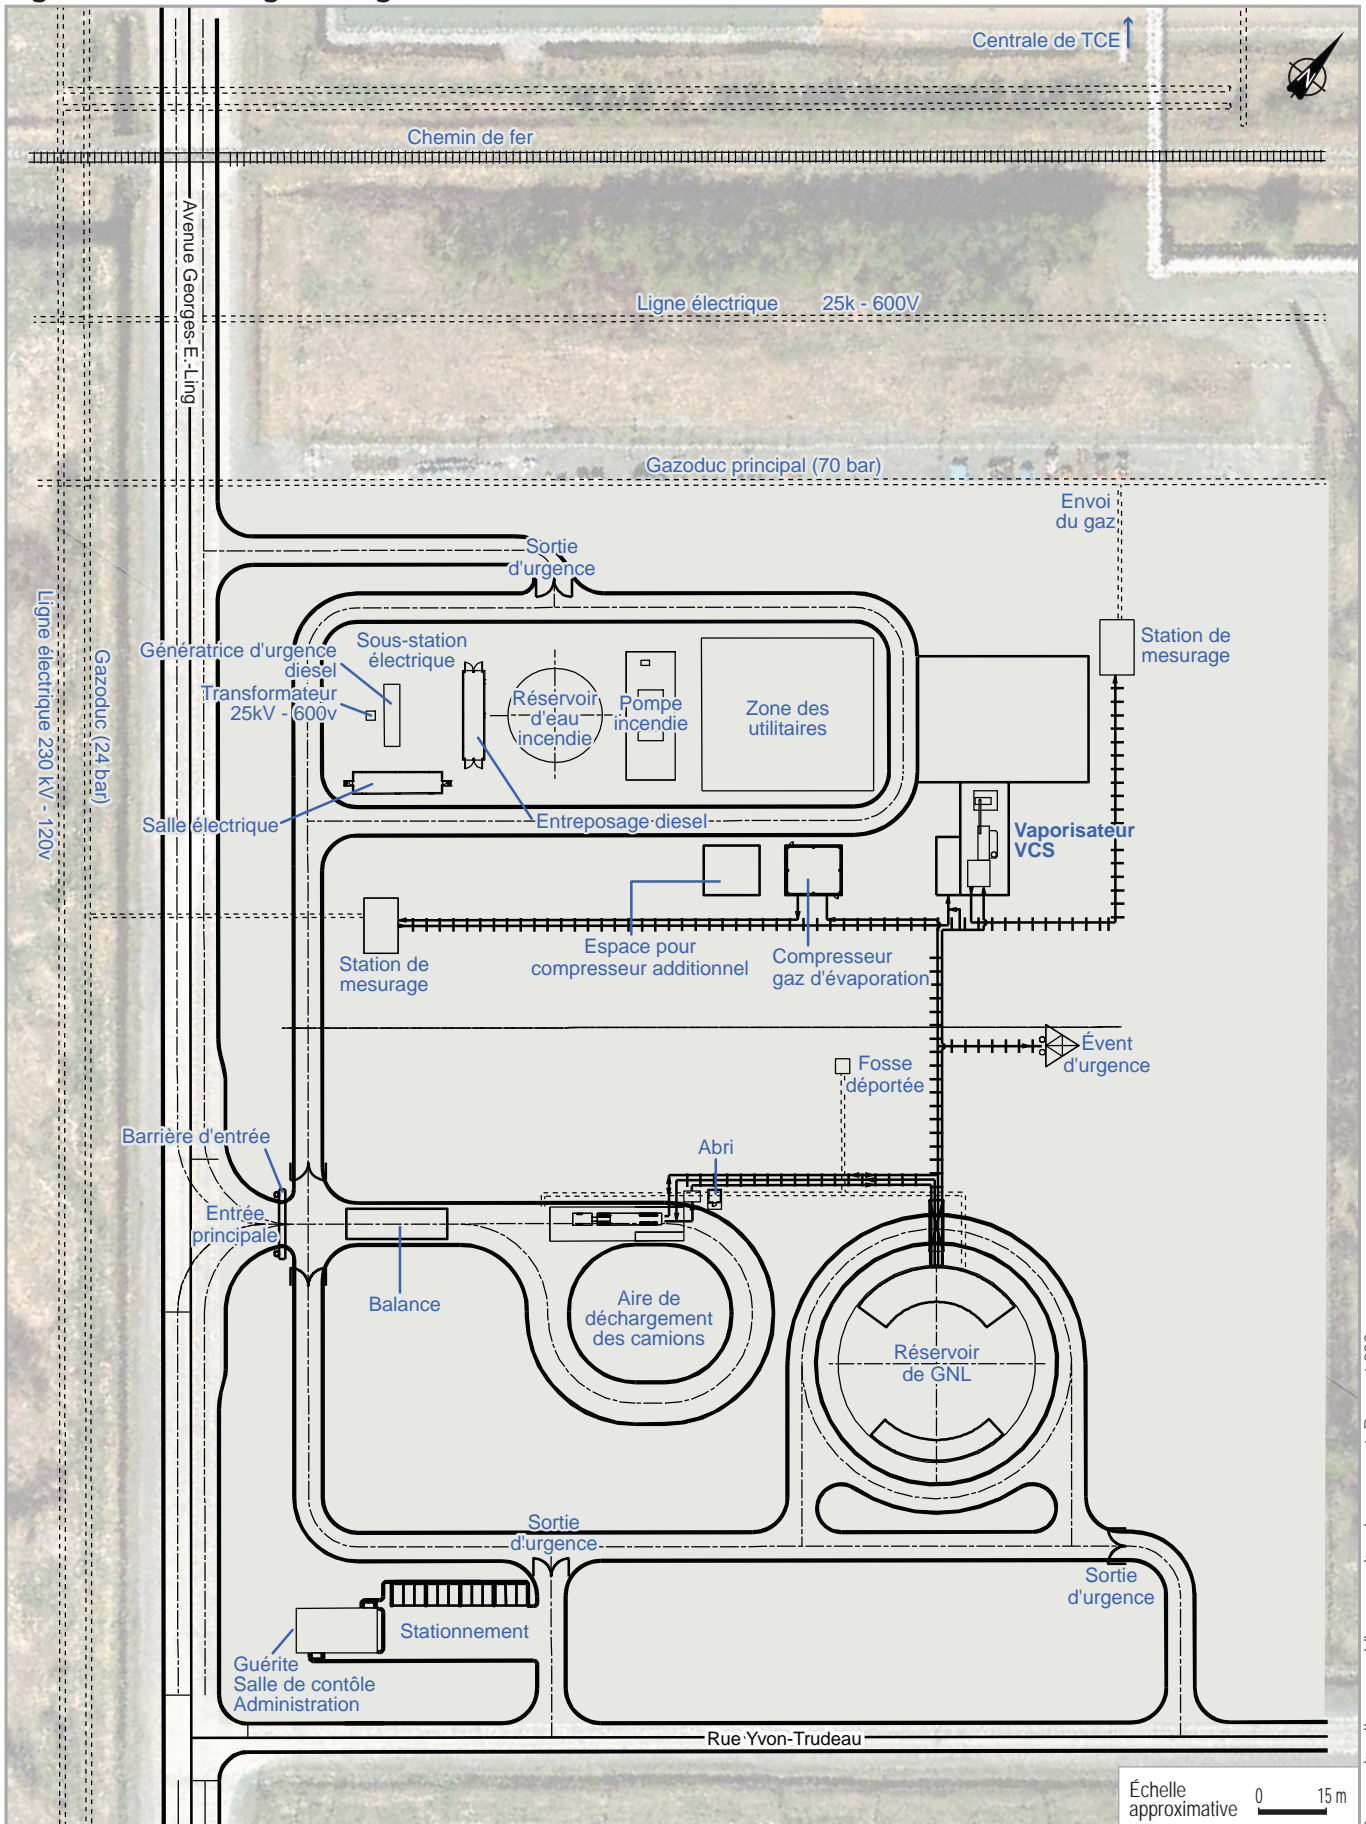 Centrale de TCE
N
Chemin de fer
Avenue Georges-E.-Ling
Ligne électrique 25k - 600V
Gazoduc principal (70 bar)
Envoi
du gaz
Sortie
d'urgence
Ligne électrique 230 kV - 120v
Gazoduc (24 bar)
Génératrice d'urgence
diesel
Sous-station
électrique
Transformateur
25kV - 600v
Réservoir
d'eau
incendie
Pompe
incendie
Zone des
utilitaires
Station de
mesurage
Salle électrique
Entreposage diesel
Vaporisateur
VCS
Station de
mesurage
Espace pour
compresseur additionnel
Compresseur
gaz d'évaporation
Évent
d'urgence
Fosse
déportée
Barrière d'entrée
Abri
Entrée
principale
Balance
Aire de
déchargement
des camions
Réservoir
de GNL
Sortie
d'urgence
Sortie
d'urgence
Stationnement
Guérite
Salle de contôle
Administration
Rue Yvon-Trudeau
Échelle
approximative
0 15 m